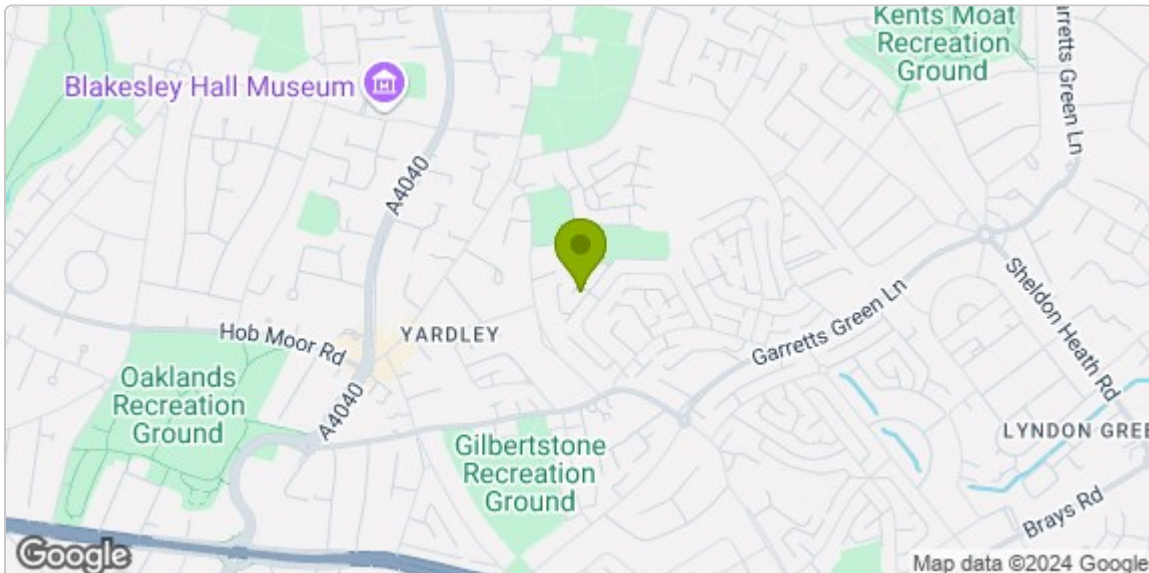 Kents Moat
Recreation
Ground
arretts Green Ln
Blakesley Hall Museum
A4040
Hob Moor Rd
YARDLEY
Garretts Green Ln
Sheldon Heath Rd
Oaklands
Recreation
Ground
A4040
Gilbertstone
Recreation
Ground
LYNDON GREE
Brays Rd
Google
Map data ©2024 Google